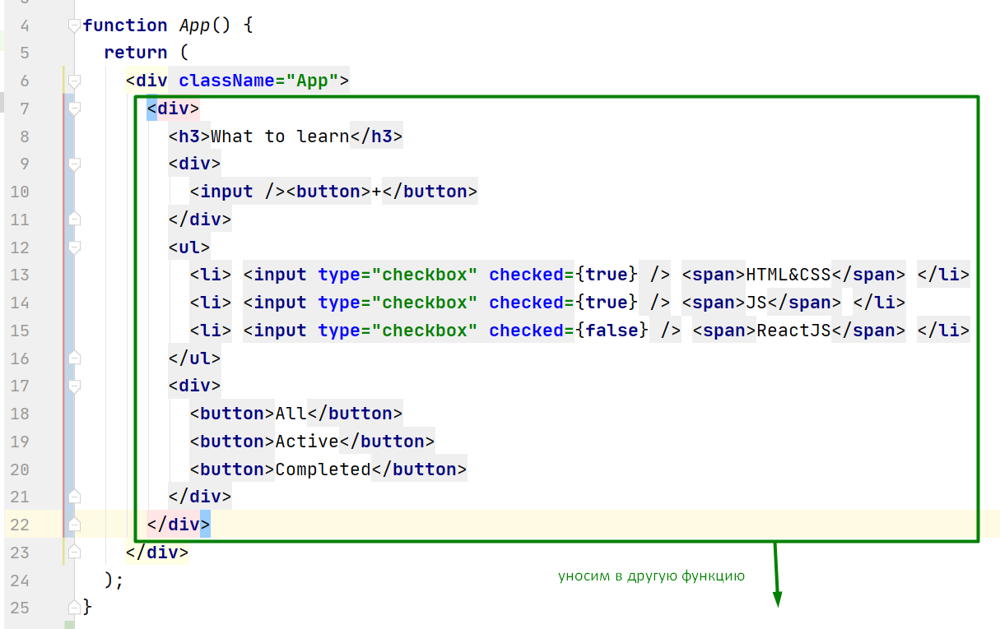 4 function App() {
5 return (
6 <div className="App">
7 <div>
8 <h3>What to learn</h3>
9 <div>
10 <input /><button>+</button>
11 </div>
12 <ul>
13 <li> <input type="checkbox" checked={true} /> <span>HTML&CSS</span> </li>
14 <li> <input type="checkbox" checked={true} /> <span>JS</span> </li>
15 <li> <input type="checkbox" checked={false} /> <span>ReactJS</span> </li>
16 </ul>
17 <div>
18 <button>All</button>
19 <button>Active</button>
20 <button>Completed</button>
21 </div>
22 </div>
23 </div>
уносим в другую функцию
24 );
25 }